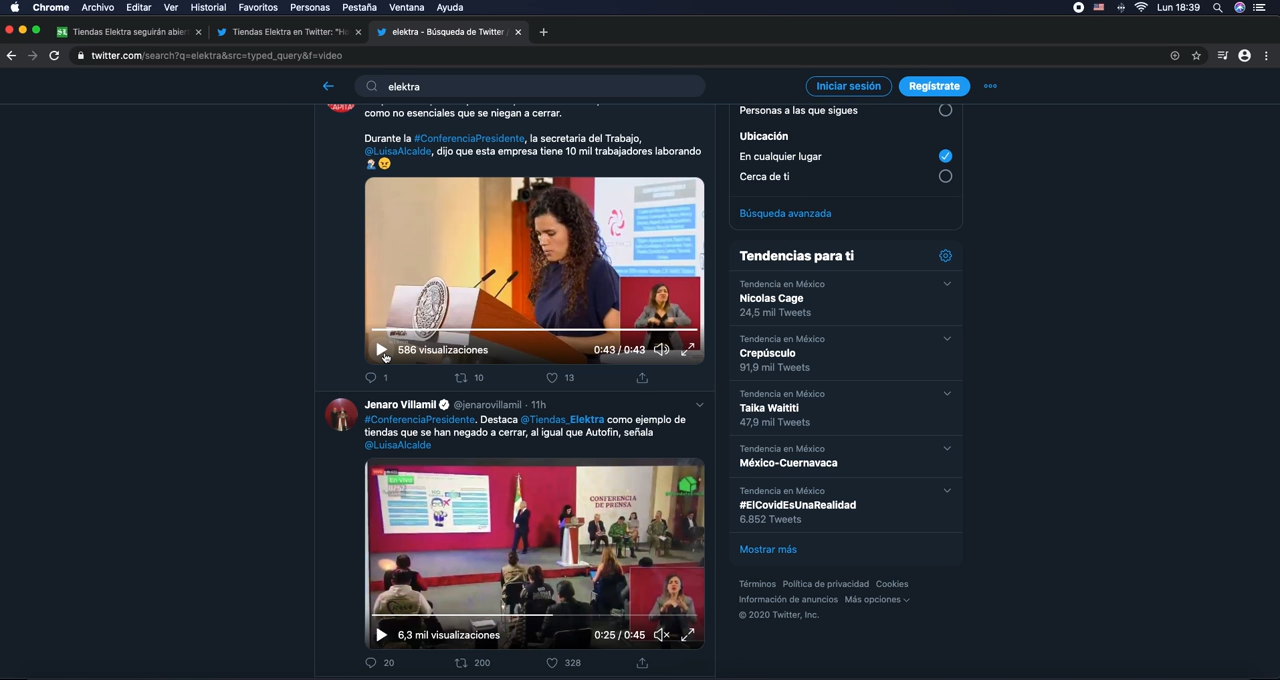 Chrome Archivo Editar Ver Historial Favoritos Personas Pestaña Ventana Ayuda Lun 18:39
Tiendas Elektra seguirán abier × Tiendas Elektra en Twitter: "H × elektra - Búsqueda de Twitter × +
twitter.com/search?q=elektra&src=typed_query&f=video
elektra
Iniciar sesión Regístrate
como no esenciales que se niegan a cerrar.
Durante la #ConferenciaPresidente, la secretaria del Trabajo,
@LuisaAlcalde, dijo que esta empresa tiene 10 mil trabajadores laborando
586 visualizaciones 0:43 / 0:43
1 10 13
Jenaro Villamil @jenarovillamil · 11h
#ConferenciaPresidente. Destaca @Tiendas_Elektra como ejemplo de
tiendas que se han negado a cerrar, al igual que Autofin, señala
@LuisaAlcalde
En Vivo
CONFERENCIA
DE PRENSA
6,3 mil visualizaciones 0:25 / 0:45
20 200 328
Personas a las que sigues
Ubicación
En cualquier lugar
Cerca de ti
Búsqueda avanzada
Tendencias para ti
Tendencia en México
Nicolas Cage
24,5 mil Tweets
Tendencia en México
Crepúsculo
91,9 mil Tweets
Tendencia en México
Taika Waititi
47,9 mil Tweets
Tendencia en México
México-Cuernavaca
Tendencia en México
#ElCovidEsUnaRealidad
6.852 Tweets
Mostrar más
Términos Política de privacidad Cookies
Información de anuncios Más opciones
© 2020 Twitter, Inc.